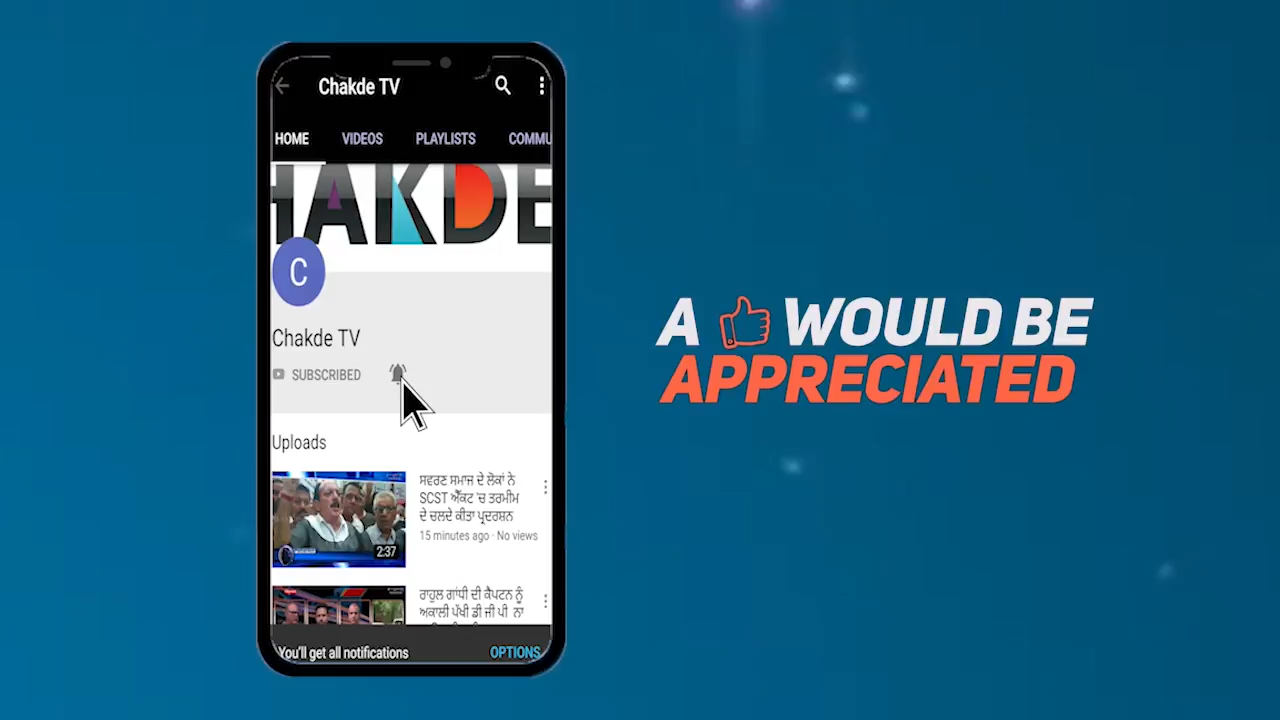 Chakde TV
HOME VIDEOS PLAYLISTS COMMU
HAKDE
C
Chakde TV
SUBSCRIBED
Uploads
ਸਵਰਣ ਸਮਾਜ ਦੇ ਲੋਕਾਂ ਨੇ
SCST ਐੱਕਟ 'ਚ ਤਰਮੀਮ
ਦੇ ਚਲਦੇ ਕੀਤਾ ਪ੍ਰਦਰਸ਼ਨ
15 minutes ago · No views
2:37
ਰਾਹੁਲ ਗਾਂਧੀ ਦੀ ਕੈਪਟਨ ਨੂੰ
ਅਕਾਲੀ ਪੱਖੀ ਡੀ ਜੀ ਪੀ ਨਾ
You'll get all notifications OPTIONS
A WOULD BE
APPRECIATED